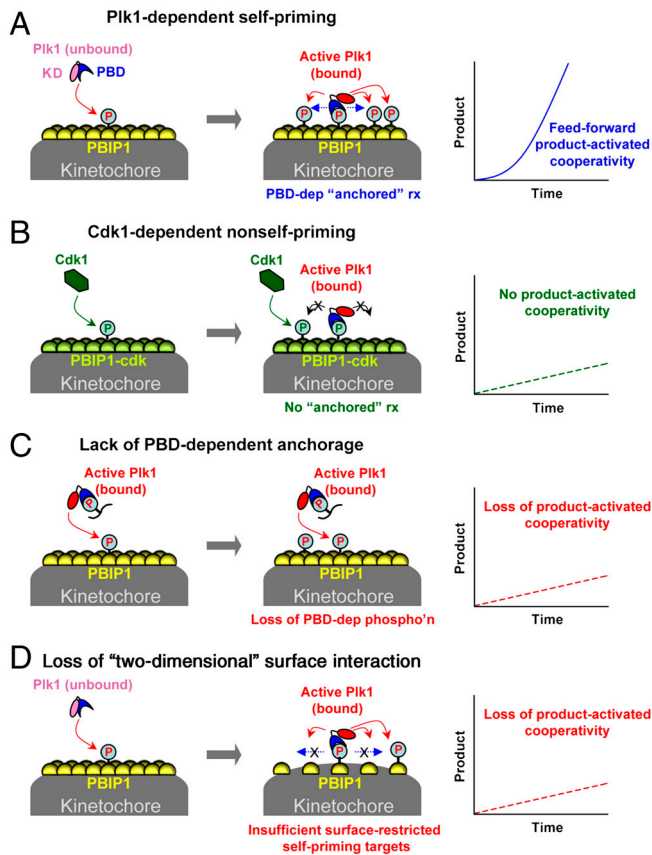 A
Plk1-dependent self-priming
Plk1 (unbound)
KD
PBD
P
PBIP1
Kinetochore
Active Plk1
(bound)
P
P
P
P
PBIP1
Kinetochore
PBD-dep "anchored" rx
Product
Feed-forward
product-activated
cooperativity
Time
B
Cdk1-dependent nonself-priming
Cdk1
P
PBIP1-cdk
Kinetochore
Cdk1
Active Plk1
(bound)
P
P
PBIP1-cdk
Kinetochore
No "anchored" rx
Product
No product-activated
cooperativity
Time
C
Lack of PBD-dependent anchorage
Active Plk1
(bound)
P
P
PBIP1
Kinetochore
Active Plk1
(bound)
P
P
P
PBIP1
Kinetochore
Loss of PBD-dep phospho'n
Product
Loss of product-activated
cooperativity
Time
D
Loss of "two-dimensional" surface interaction
Plk1 (unbound)
P
PBIP1
Kinetochore
Active Plk1
(bound)
X
P
X
P
PBIP1
Kinetochore
Insufficient surface-restricted
self-priming targets
Product
Loss of product-activated
cooperativity
Time